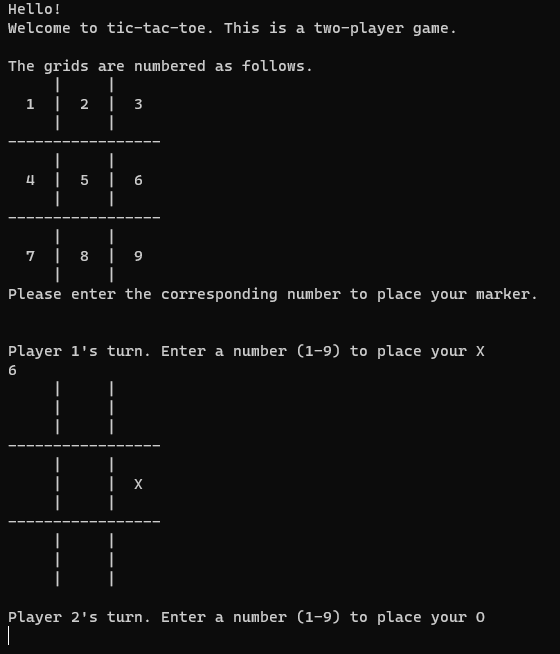 Hello!
Welcome to tic-tac-toe. This is a two-player game.
The grids are numbered as follows.
     |     |
  1  |  2  |  3
     |     |
-----------------
     |     |
  4  |  5  |  6
     |     |
-----------------
     |     |
  7  |  8  |  9
     |     |
Please enter the corresponding number to place your marker.
Player 1's turn. Enter a number (1-9) to place your X
6
     |     |
     |     |
     |     |
-----------------
     |     |
     |     |  X
     |     |
-----------------
     |     |
     |     |
     |     |
Player 2's turn. Enter a number (1-9) to place your O